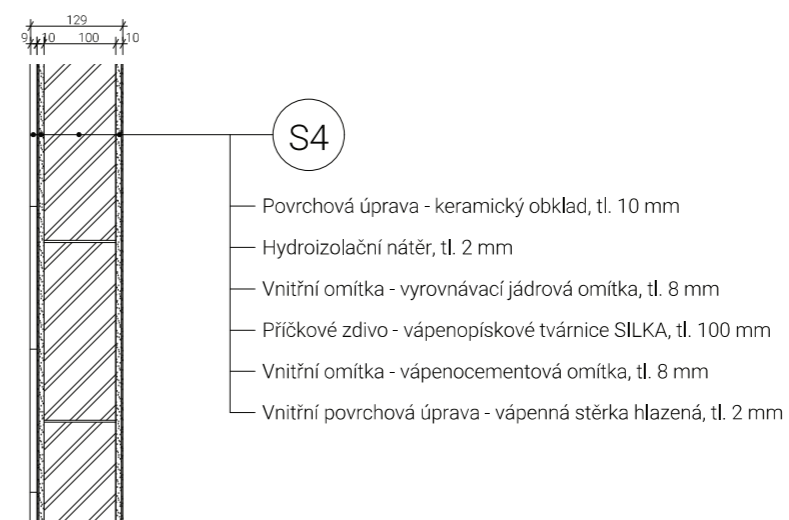 129
9 10 100 10
S4
Povrchová úprava - keramický obklad, tl. 10 mm
Hydroizolační nátěr, tl. 2 mm
Vnitřní omítka - vyrovnávací jádrová omítka, tl. 8 mm
Příčkové zdivo - vápenopískové tvárnice SILKA, tl. 100 mm
Vnitřní omítka - vápenocementová omítka, tl. 8 mm
Vnitřní povrchová úprava - vápenná stěrka hlazená, tl. 2 mm